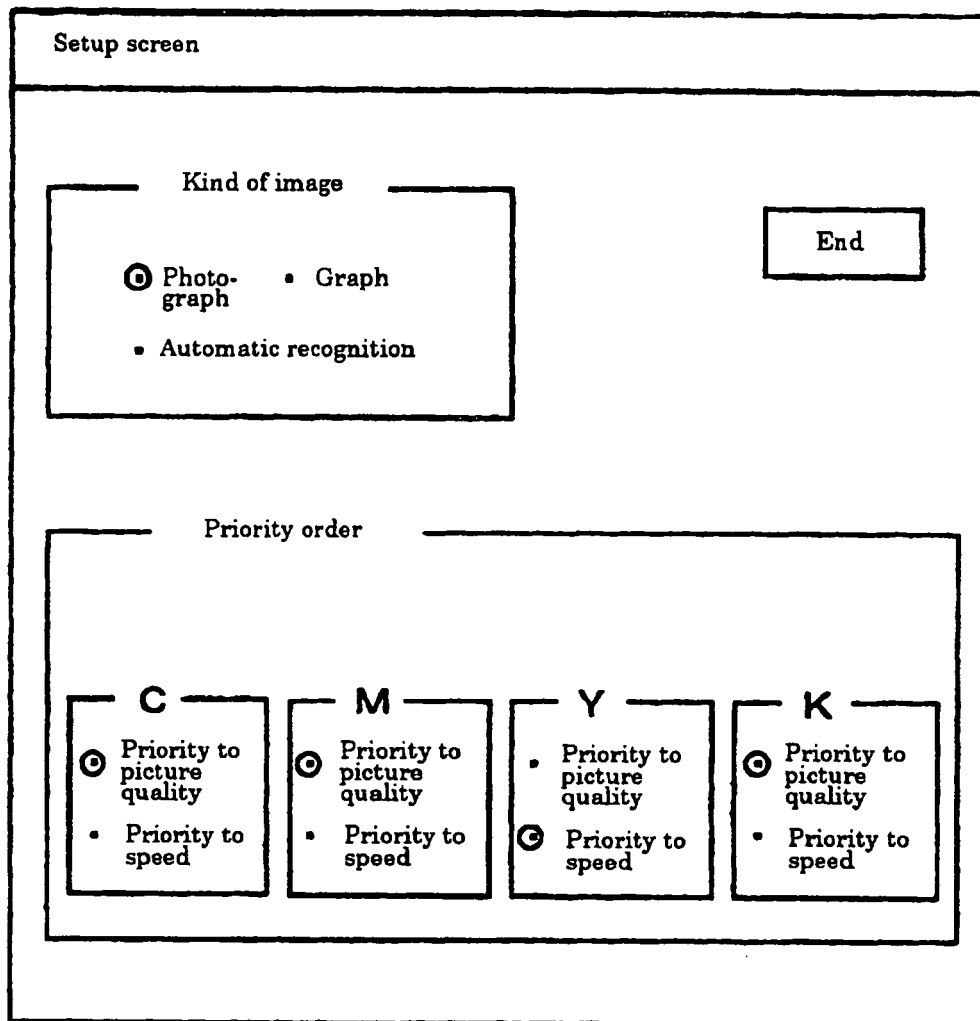 Setup screen
Kind of image
End
Photo-
graph
Graph
Automatic recognition
Priority order
C
Priority to
picture
quality
Priority to
speed
M
Priority to
picture
quality
Priority to
speed
Y
Priority to
picture
quality
Priority to
speed
K
Priority to
picture
quality
Priority to
speed